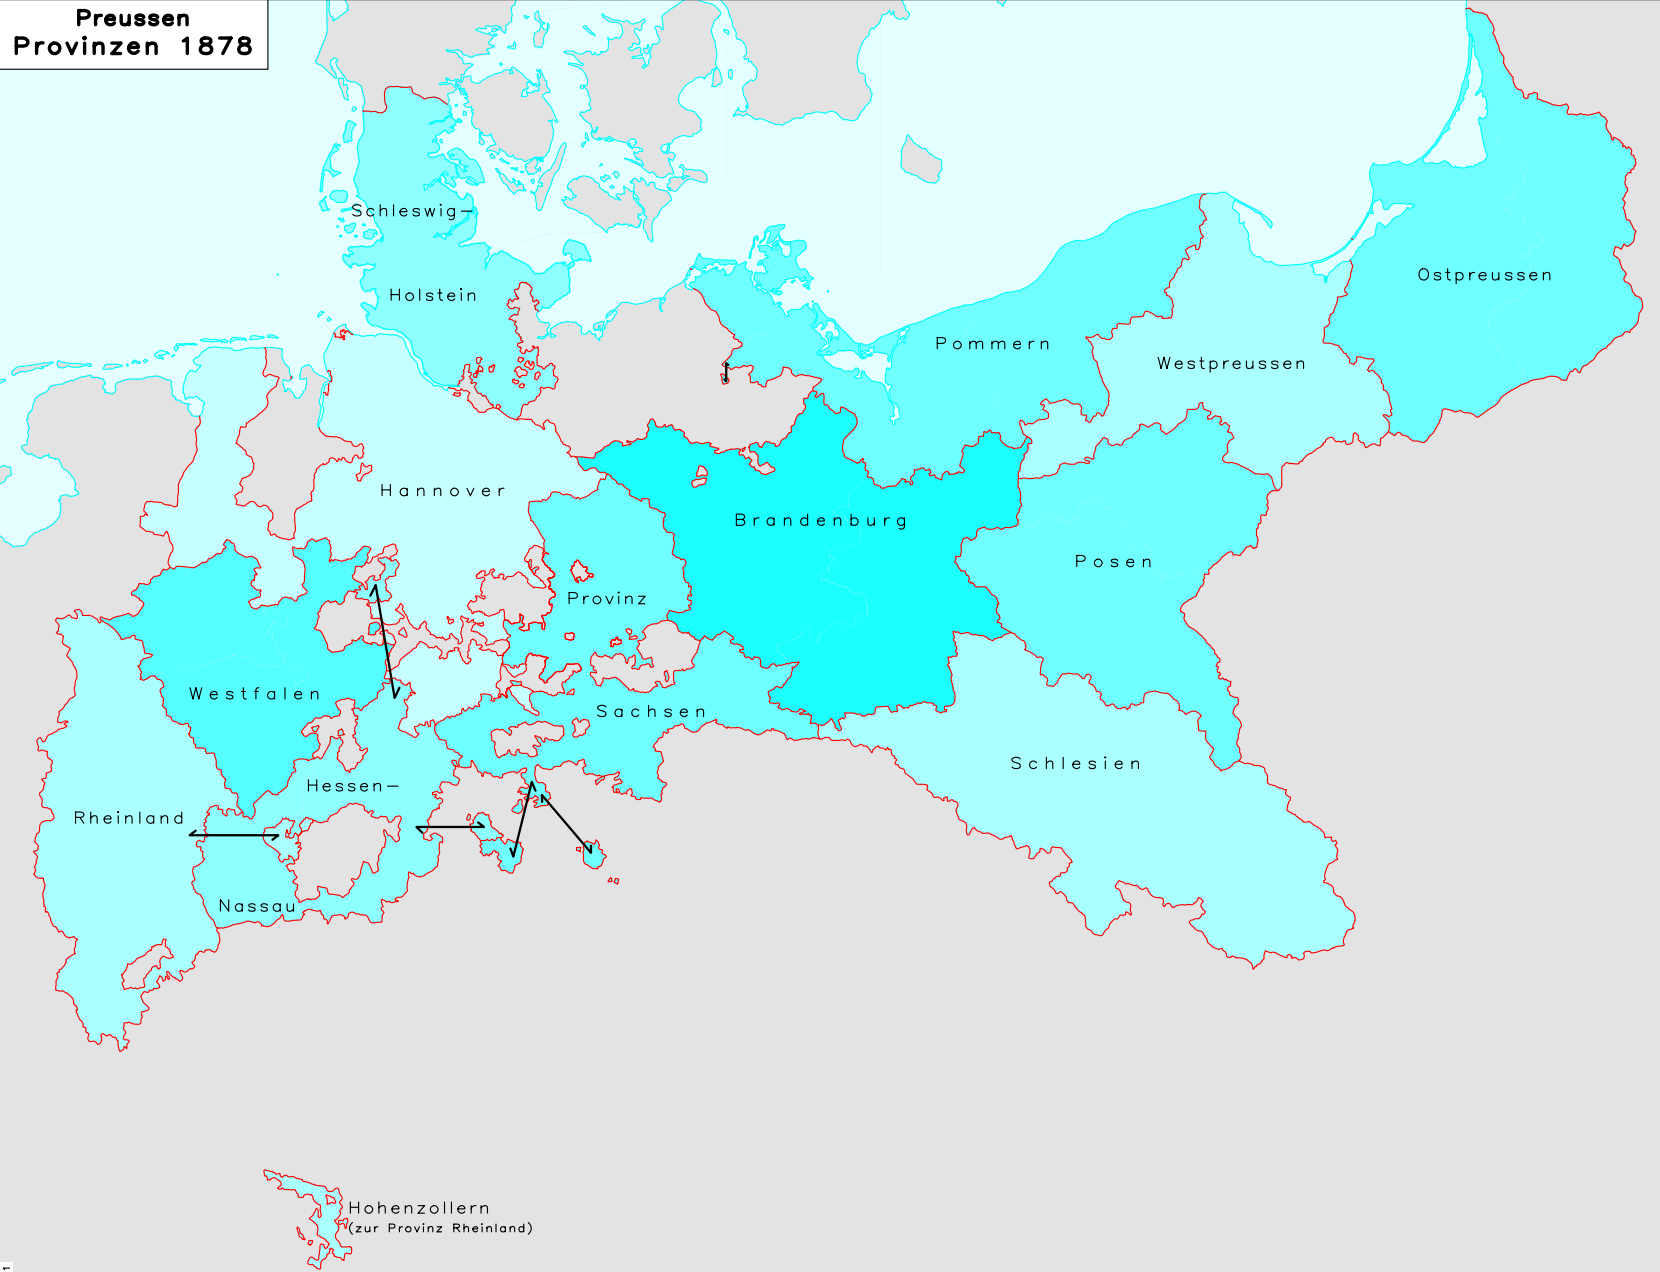 Preussen
Provinzen 1878
Schleswig-
Holstein
Ostpreussen
Pommern
Westpreussen
Hannover
Brandenburg
Posen
Provinz
Westfalen
Sachsen
Schlesien
Hessen-
Rheinland
Nassau
Hohenzollern
(zur Provinz Rheinland)